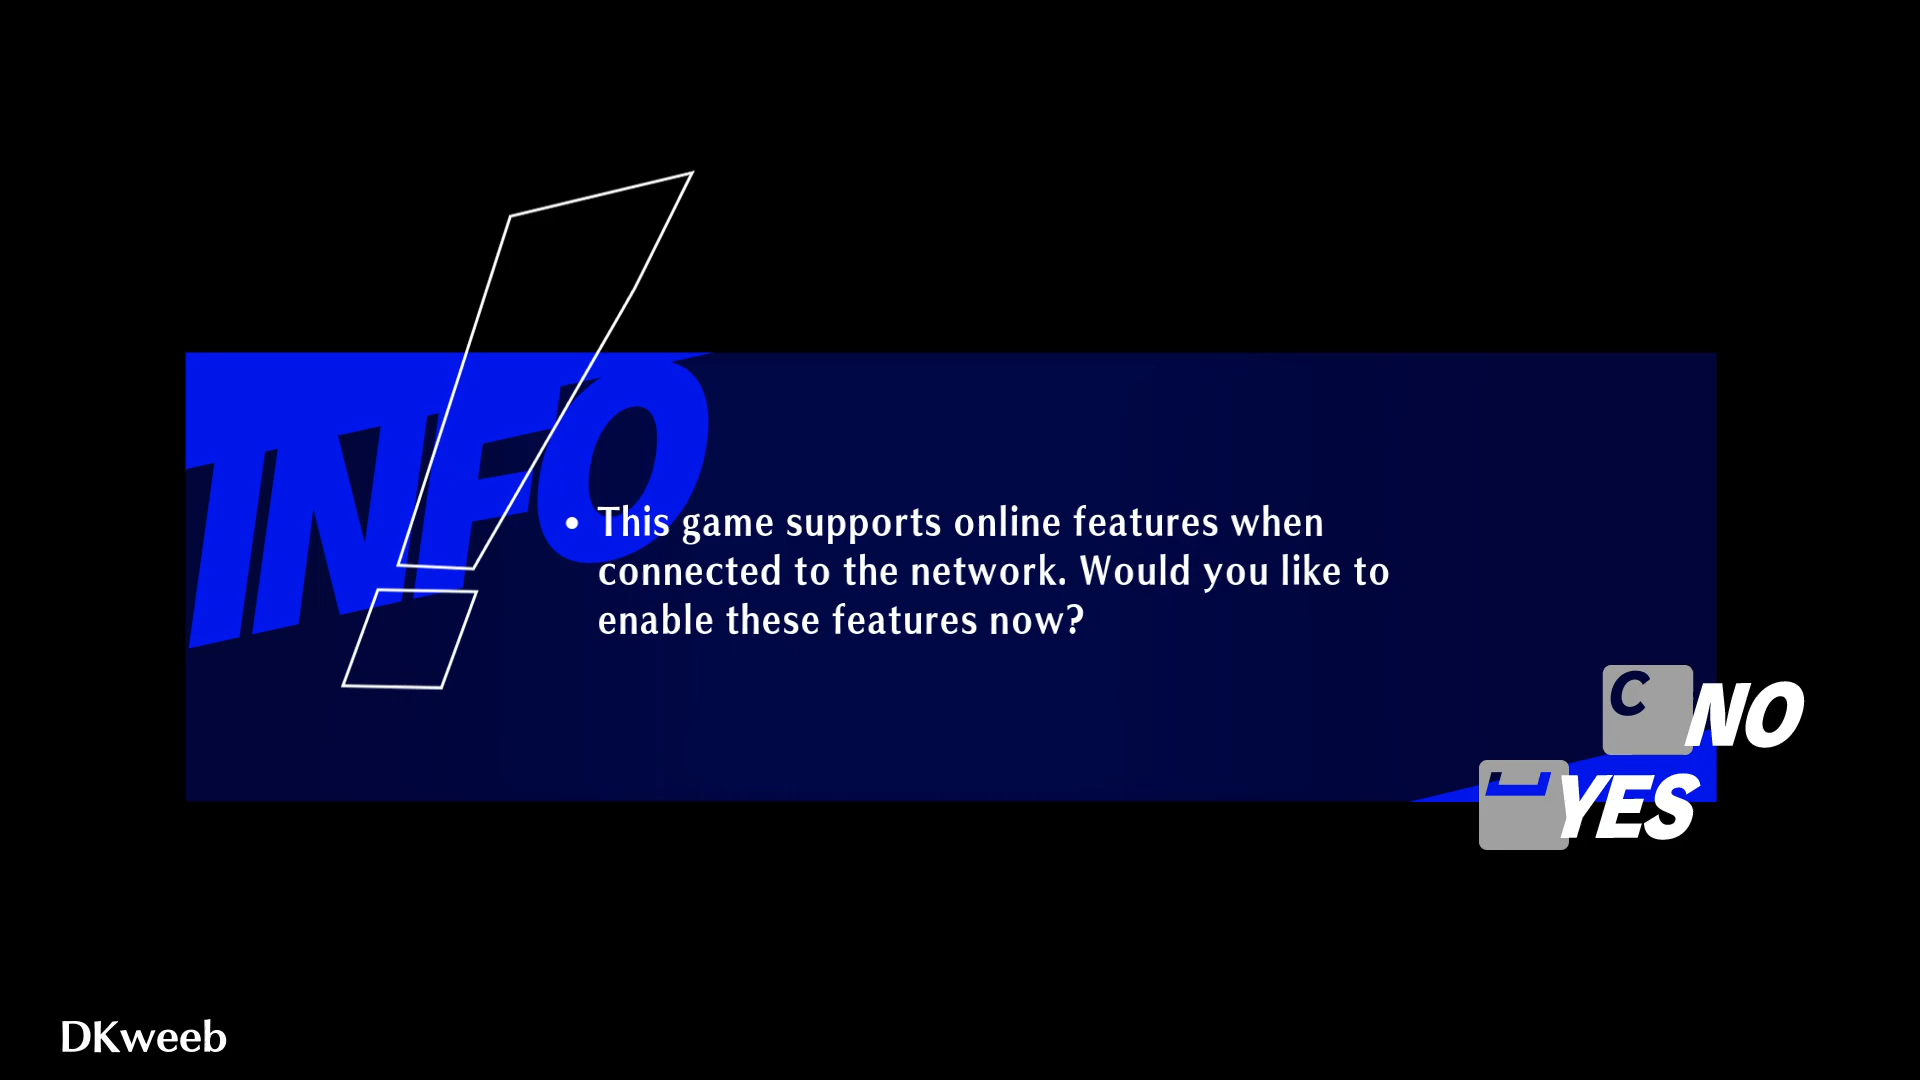 INFO
• This game supports online features when
connected to the network. Would you like to
enable these features now?
C NO
YES
DKweeb